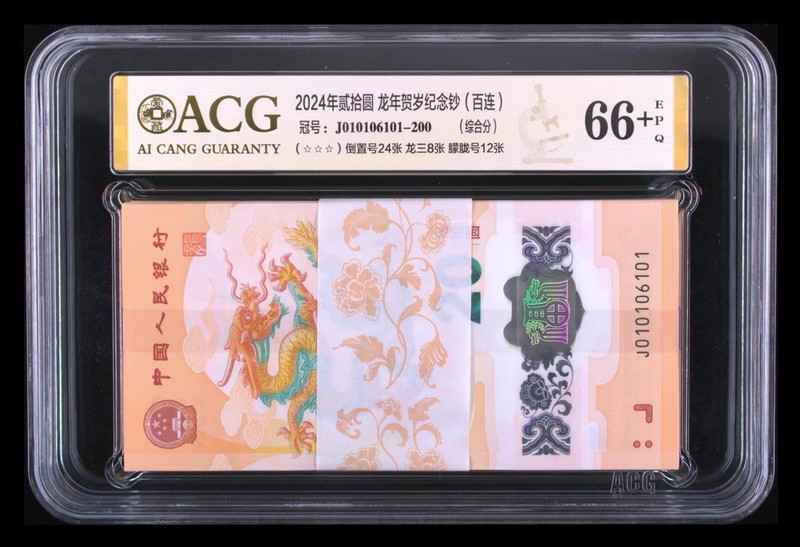 ACG
AI CANG GUARANTY
2024年贰拾圆 龙年贺岁纪念钞(百连)
冠号:J010106101-200 (综合分)
(☆☆☆)倒置号24张 龙三8张 朦胧号12张
66+
EPQ
中国人民银行
20
J010106101
ACG